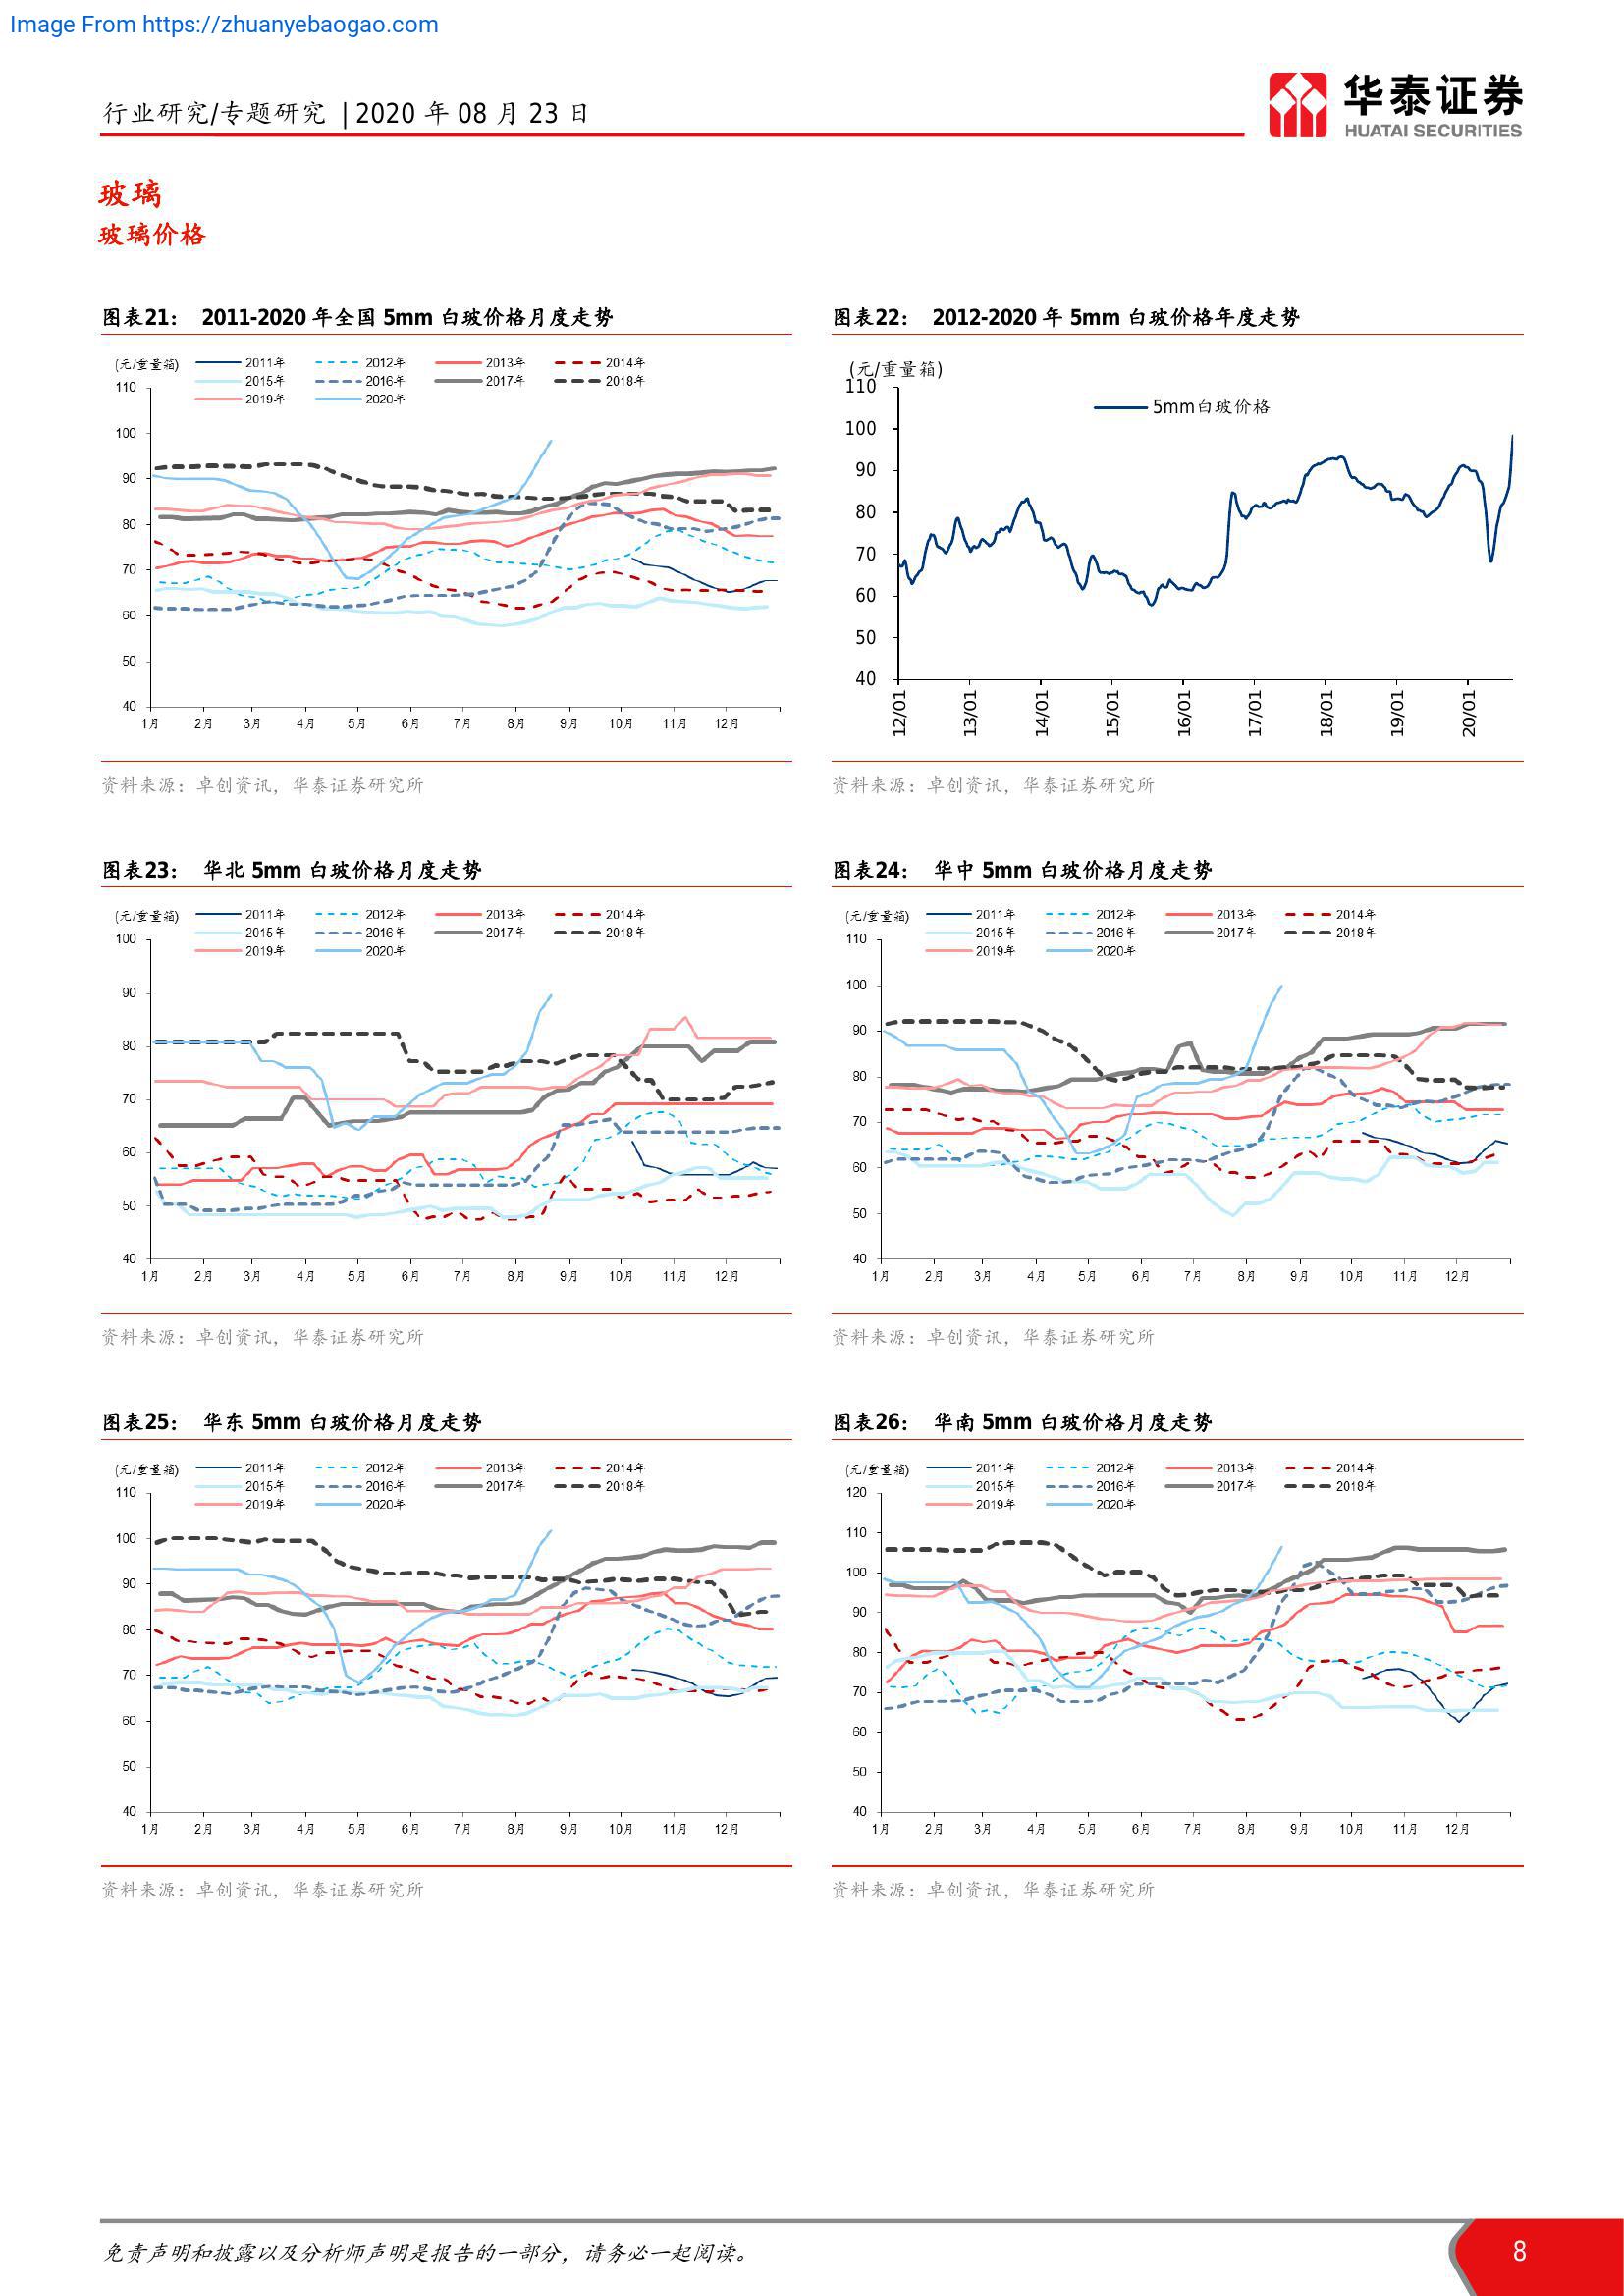 Image From https://zhuanyebaogao.com
华泰证券
HUATAI SECURITIES
行业研究/专题研究 | 2020 年 08 月 23 日
玻璃
玻璃价格
图表21: 2011-2020 年全国 5mm 白玻价格月度走势
(元/重量箱)
2011年 2012年 2013年 2014年
2015年 2016年 2017年 2018年
2019年 2020年
110
100
90
80
70
60
50
40
1月 2月 3月 4月 5月 6月 7月 8月 9月 10月 11月 12月
资料来源:卓创资讯,华泰证券研究所
图表22: 2012-2020 年 5mm 白玻价格年度走势
(元/重量箱)
5mm白玻价格
110
100
90
80
70
60
50
40
12/01 13/01 14/01 15/01 16/01 17/01 18/01 19/01 20/01
资料来源:卓创资讯,华泰证券研究所
图表23: 华北 5mm 白玻价格月度走势
(元/重量箱)
2011年 2012年 2013年 2014年
2015年 2016年 2017年 2018年
2019年 2020年
100
90
80
70
60
50
40
1月 2月 3月 4月 5月 6月 7月 8月 9月 10月 11月 12月
资料来源:卓创资讯,华泰证券研究所
图表24: 华中 5mm 白玻价格月度走势
(元/重量箱)
2011年 2012年 2013年 2014年
2015年 2016年 2017年 2018年
2019年 2020年
110
100
90
80
70
60
50
40
1月 2月 3月 4月 5月 6月 7月 8月 9月 10月 11月 12月
资料来源:卓创资讯,华泰证券研究所
图表25: 华东 5mm 白玻价格月度走势
(元/重量箱)
2011年 2012年 2013年 2014年
2015年 2016年 2017年 2018年
2019年 2020年
110
100
90
80
70
60
50
40
1月 2月 3月 4月 5月 6月 7月 8月 9月 10月 11月 12月
资料来源:卓创资讯,华泰证券研究所
图表26: 华南 5mm 白玻价格月度走势
(元/重量箱)
2011年 2012年 2013年 2014年
2015年 2016年 2017年 2018年
2019年 2020年
120
110
100
90
80
70
60
50
40
1月 2月 3月 4月 5月 6月 7月 8月 9月 10月 11月 12月
资料来源:卓创资讯,华泰证券研究所
免责声明和披露以及分析师声明是报告的一部分,请务必一起阅读。
8